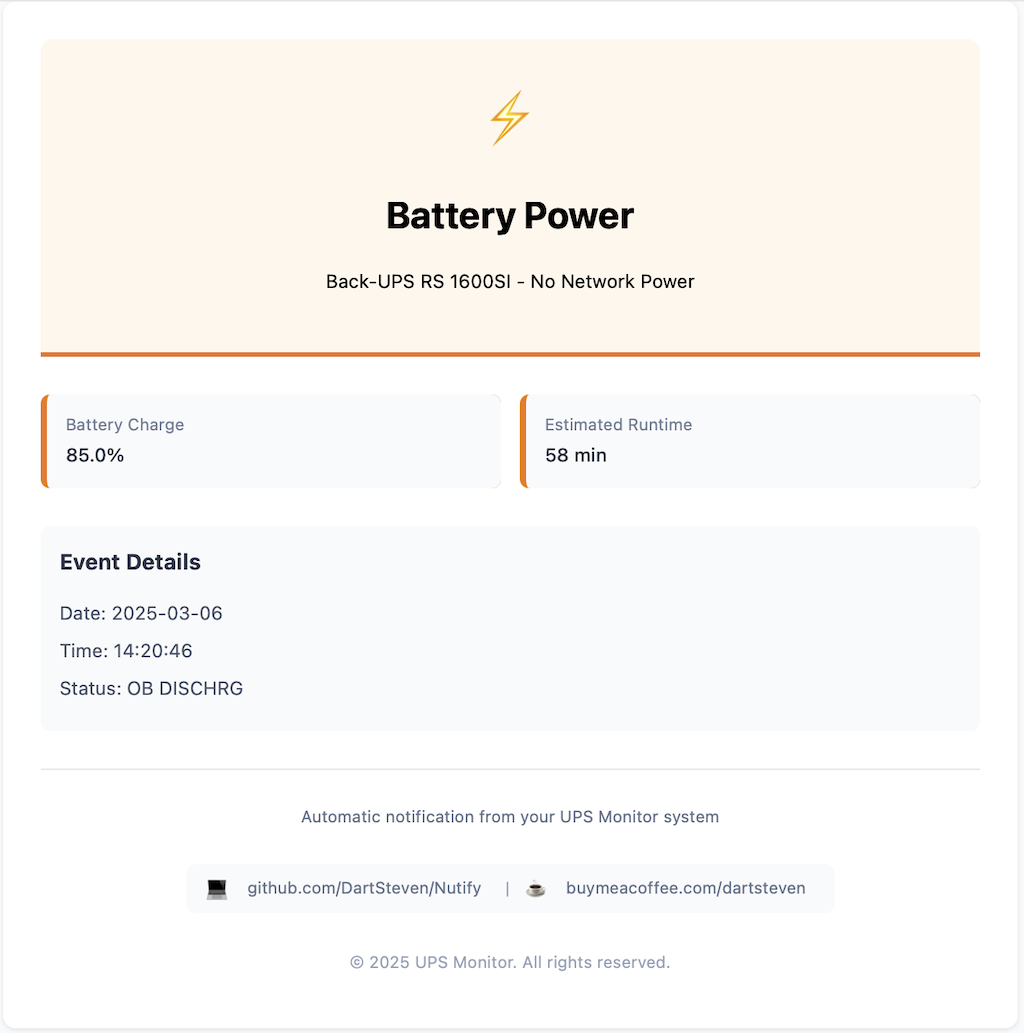 Battery Power
Back-UPS RS 1600SI - No Network Power
Battery Charge
85.0%
Estimated Runtime
58 min
Event Details
Date: 2025-03-06
Time: 14:20:46
Status: OB DISCHRG
Automatic notification from your UPS Monitor system
github.com/DartSteven/Nutify | buymeacoffee.com/dartsteven
© 2025 UPS Monitor. All rights reserved.